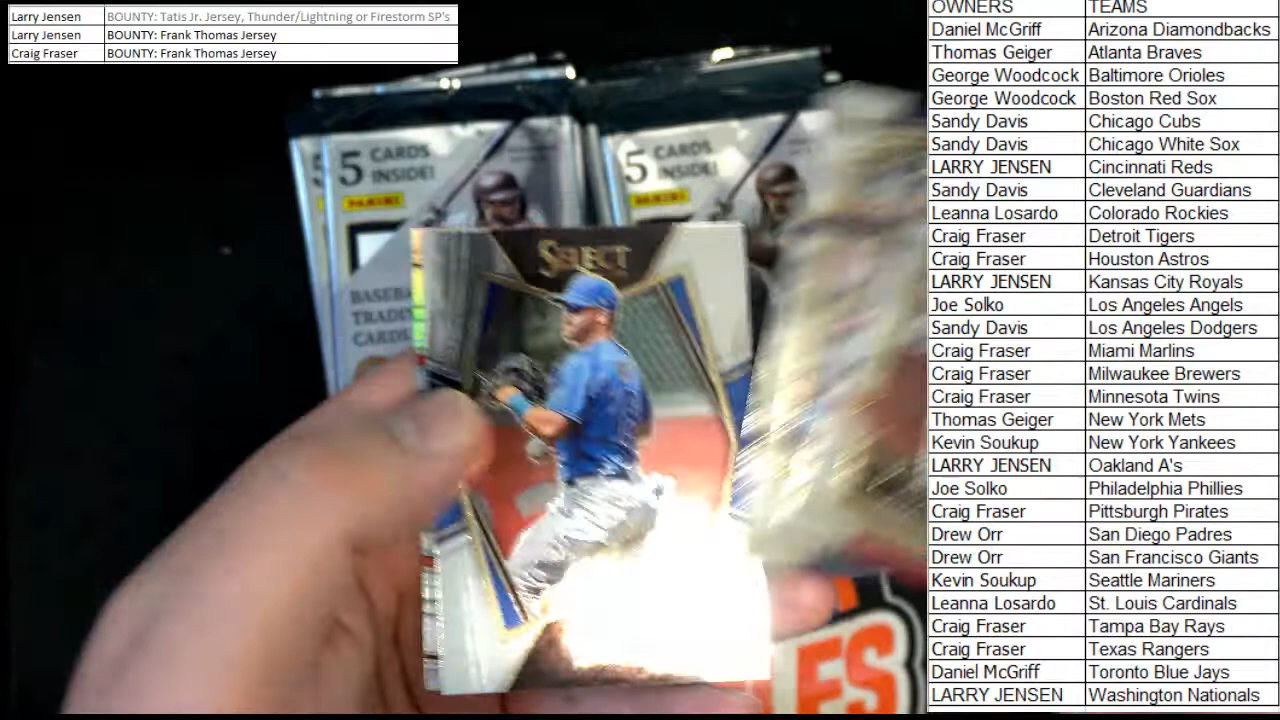 Larry Jensen BOUNTY: Tatis Jr. Jersey, Thunder/Lightning or Firestorm SP's
Larry Jensen BOUNTY: Frank Thomas Jersey
Craig Fraser BOUNTY: Frank Thomas Jersey
5 CARDS
INSIDE!
PANINI
BASEB
TRADI
CARDS
5 CARDS
INSIDE!
PANINI
SELECT
ES
OWNERS TEAMS
Daniel McGriff Arizona Diamondbacks
Thomas Geiger Atlanta Braves
George Woodcock Baltimore Orioles
George Woodcock Boston Red Sox
Sandy Davis Chicago Cubs
Sandy Davis Chicago White Sox
LARRY JENSEN Cincinnati Reds
Sandy Davis Cleveland Guardians
Leanna Losardo Colorado Rockies
Craig Fraser Detroit Tigers
Craig Fraser Houston Astros
LARRY JENSEN Kansas City Royals
Joe Solko Los Angeles Angels
Sandy Davis Los Angeles Dodgers
Craig Fraser Miami Marlins
Craig Fraser Milwaukee Brewers
Craig Fraser Minnesota Twins
Thomas Geiger New York Mets
Kevin Soukup New York Yankees
LARRY JENSEN Oakland A's
Joe Solko Philadelphia Phillies
Craig Fraser Pittsburgh Pirates
Drew Orr San Diego Padres
Drew Orr San Francisco Giants
Kevin Soukup Seattle Mariners
Leanna Losardo St. Louis Cardinals
Craig Fraser Tampa Bay Rays
Craig Fraser Texas Rangers
Daniel McGriff Toronto Blue Jays
LARRY JENSEN Washington Nationals